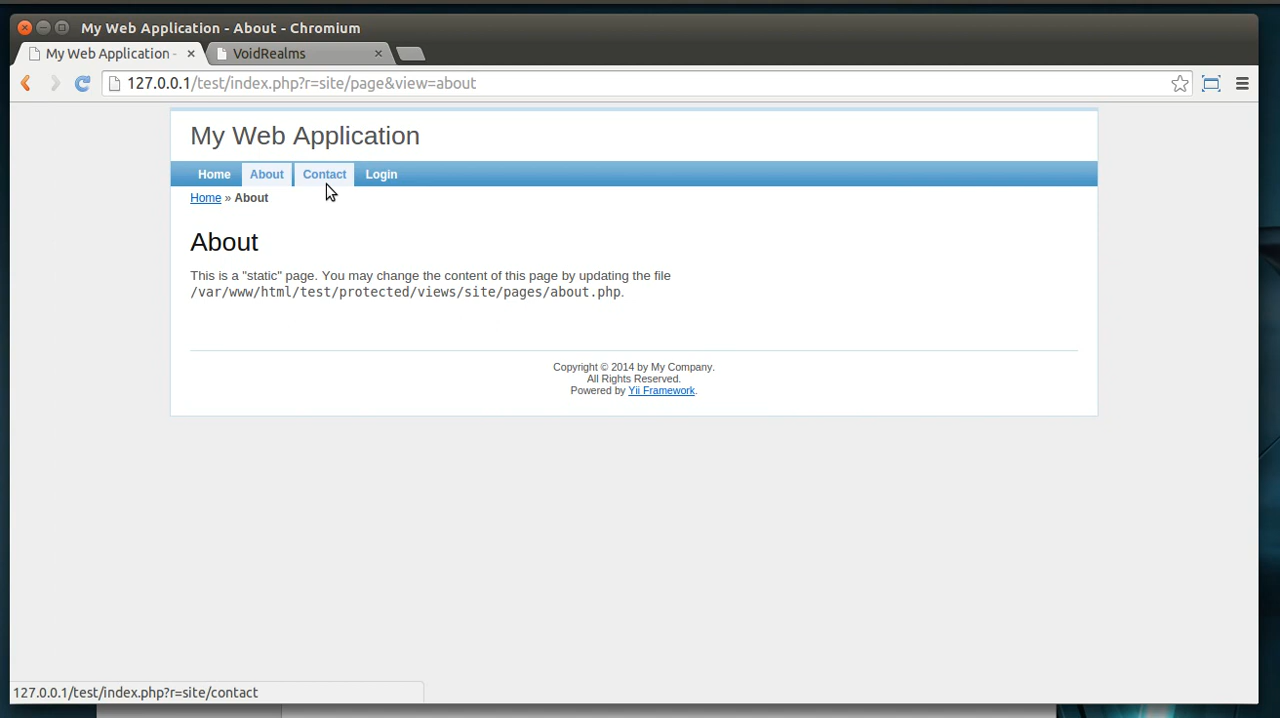 My Web Application - About - Chromium
My Web Application -
VoidRealms
127.0.0.1/test/index.php?r=site/page&view=about
My Web Application
Home About Contact Login
Home » About
About
This is a "static" page. You may change the content of this page by updating the file
/var/www/html/test/protected/views/site/pages/about.php.
Copyright © 2014 by My Company.
All Rights Reserved.
Powered by Yii Framework.
127.0.0.1/test/index.php?r=site/contact